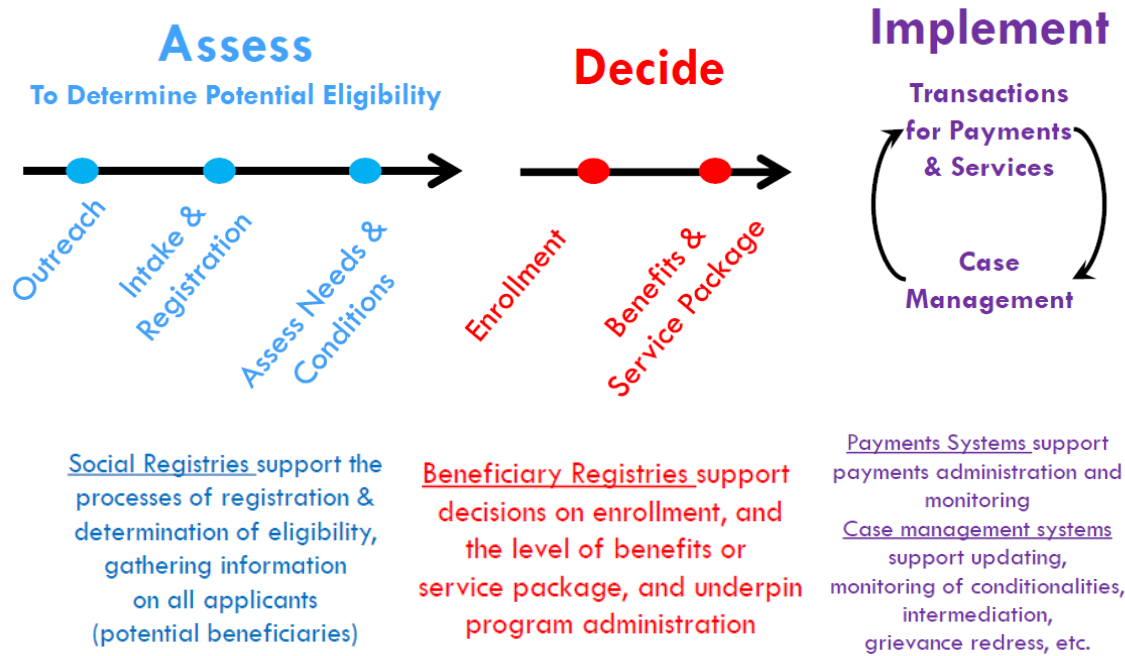 Assess
To Determine Potential Eligibility
Outreach
Intake &
Registration
Assess Needs &
Conditions
Social Registries support the
processes of registration &
determination of eligibility,
gathering information
on all applicants
(potential beneficiaries)
Decide
Enrollment
Benefits &
Service Package
Beneficiary Registries support
decisions on enrollment, and
the level of benefits or
service package, and underpin
program administration
Implement
Transactions
for Payments
& Services
Case
Management
Payments Systems support
payments administration and
monitoring
Case management systems
support updating,
monitoring of conditionalities,
intermediation,
grievance redress, etc.